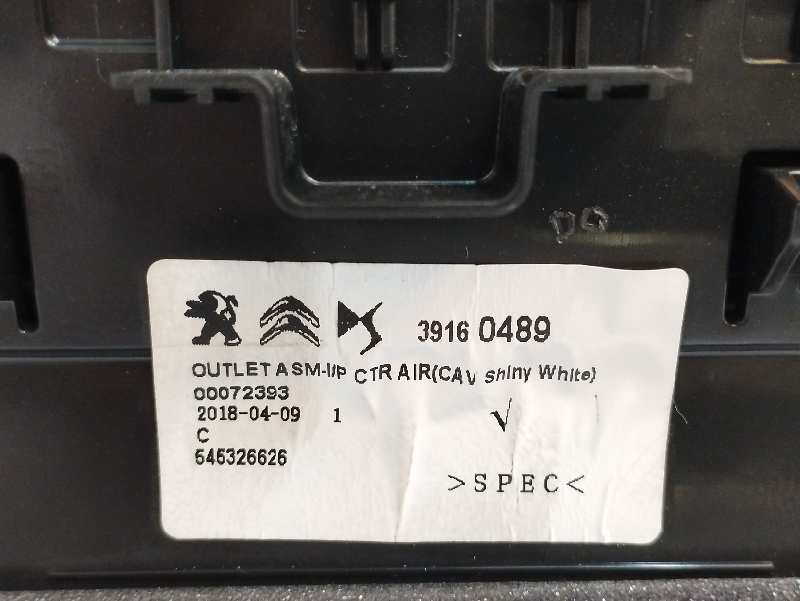 3916 0489
OUTLET ASM-I/P CTR AIR(CAV shiny White)
00072393
2018-04-09 1
√
C
545326626
>SPEC<